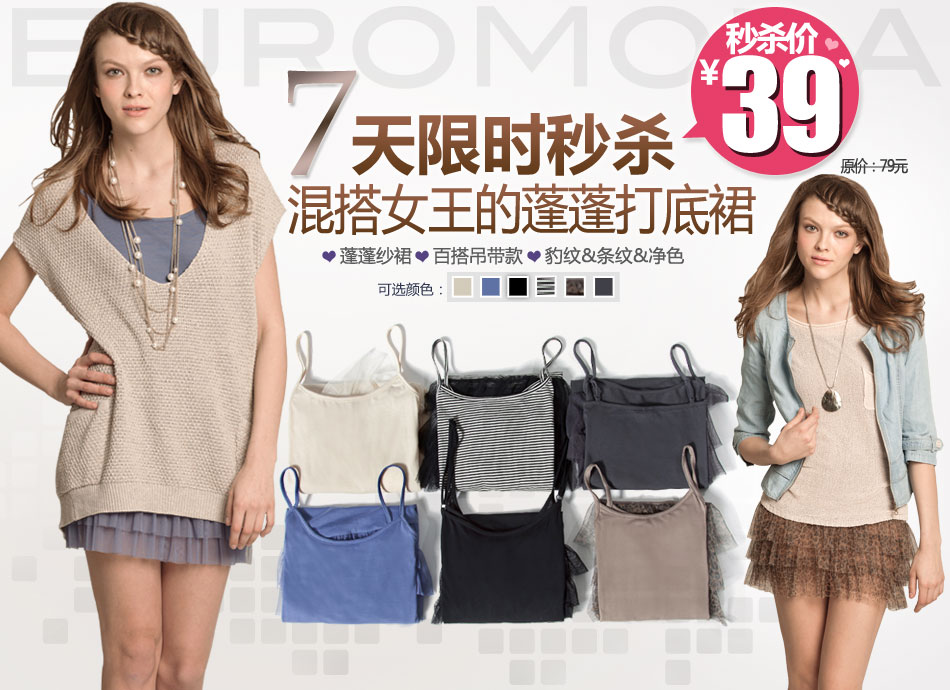 EUROMODA
秒杀价
¥39
原价：79元
7天限时秒杀
混搭女王的蓬蓬打底裙
❤蓬蓬纱裙❤百搭吊带款❤豹纹&条纹&净色
可选颜色：